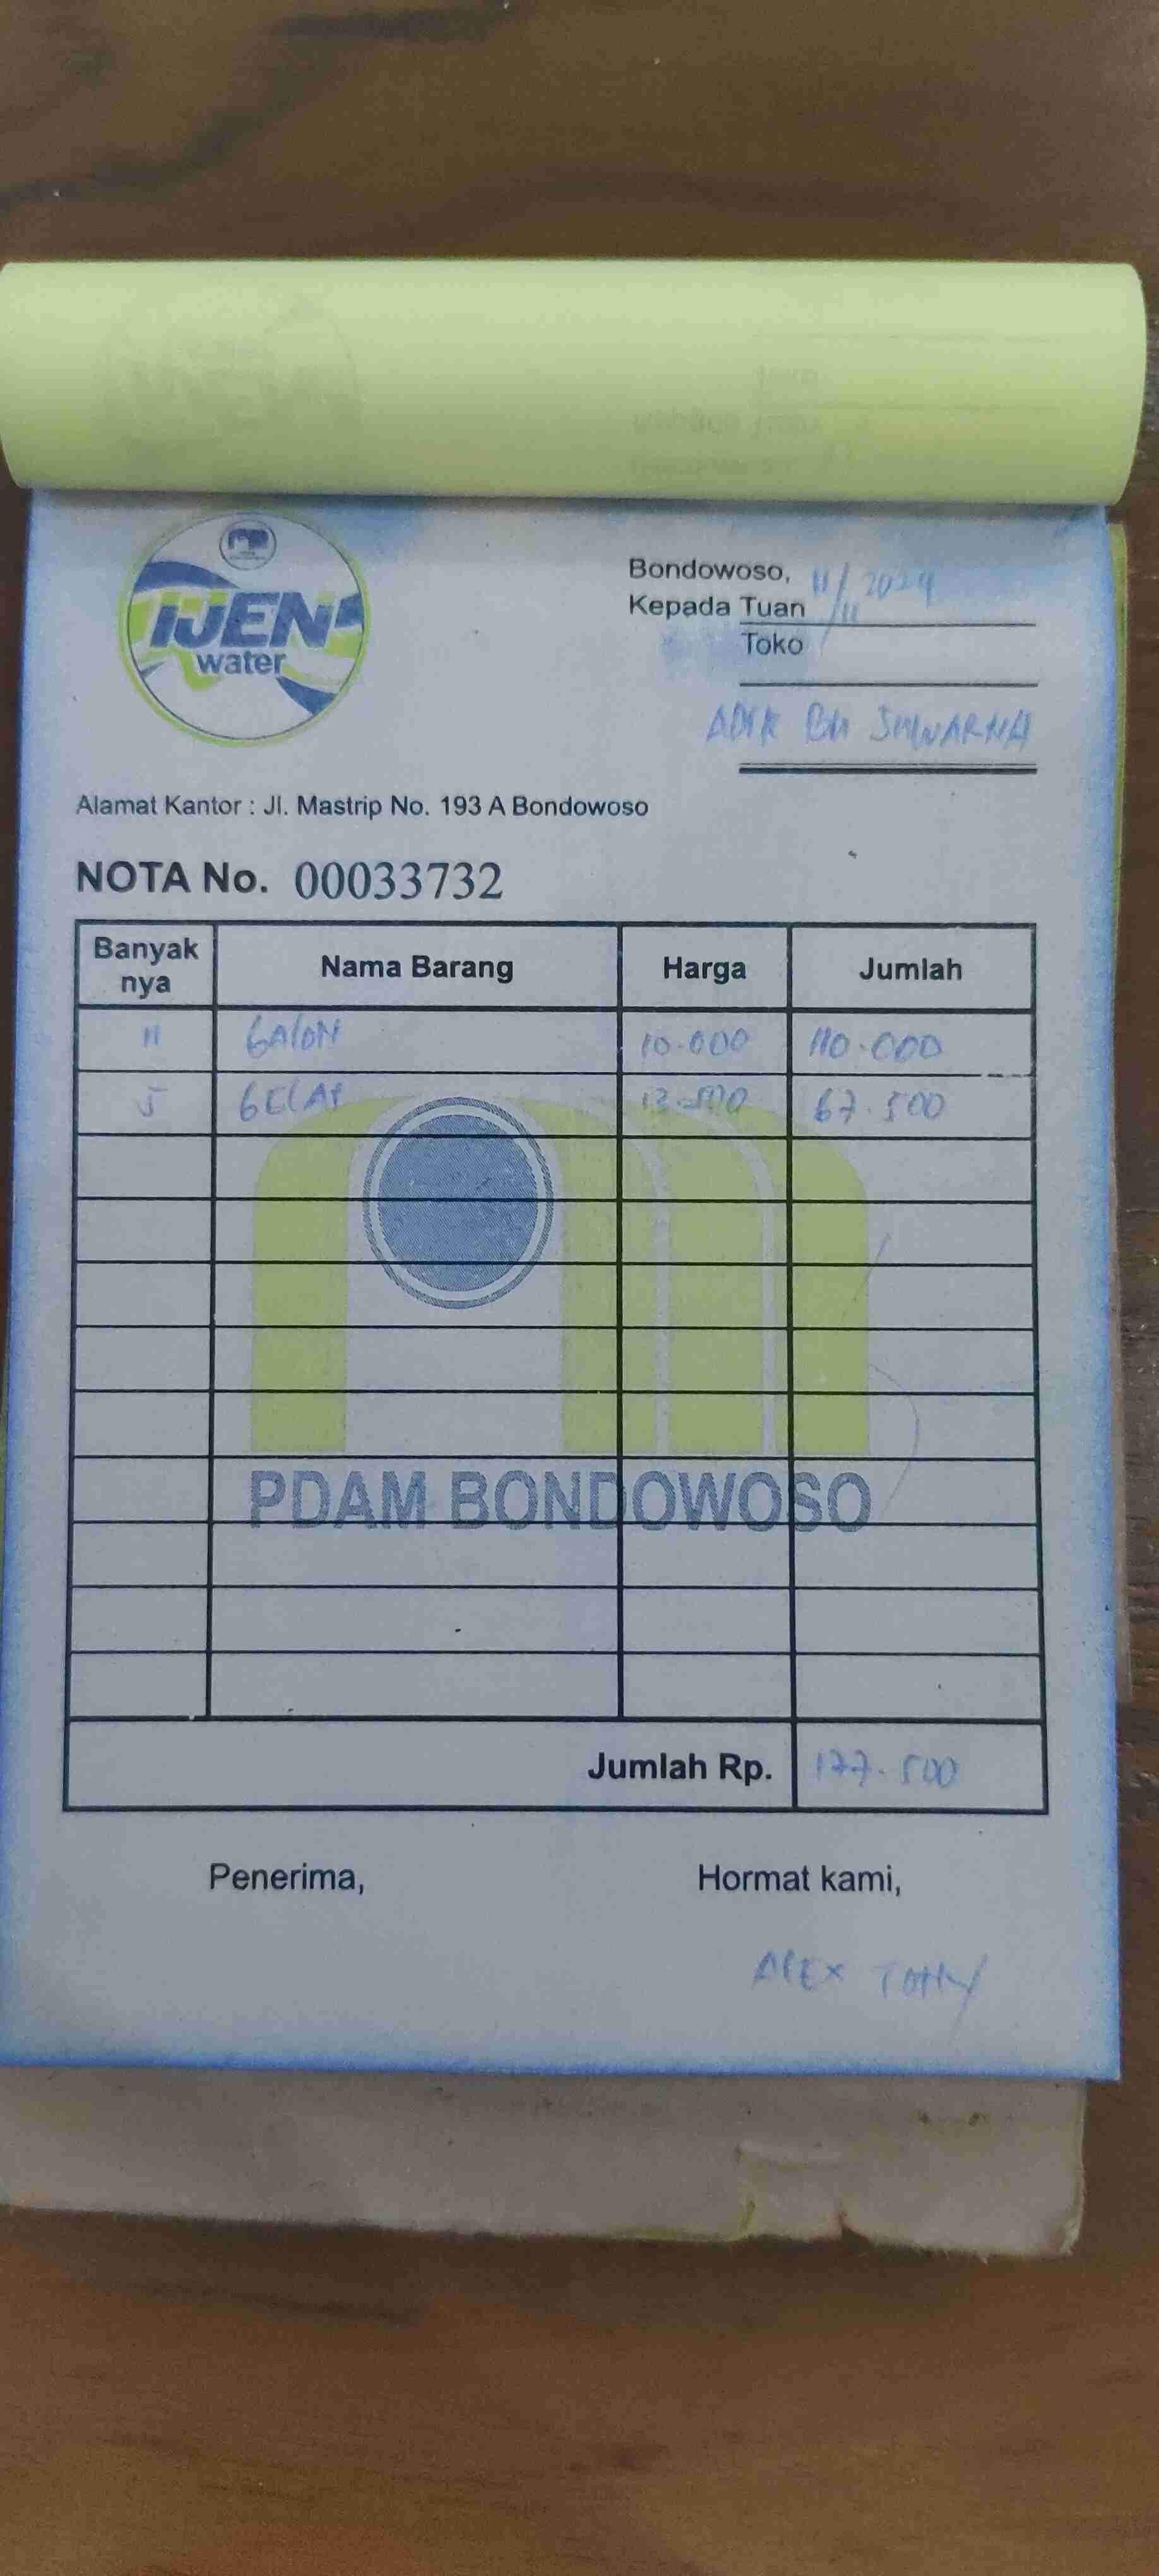 IJEN
water
Bondowoso, 11/11 2024
Kepada Tuan
Toko
ADIK BU SUWARNA
Alamat Kantor : Jl. Mastrip No. 193 A Bondowoso
NOTA No. 00033732
Banyak nya Nama Barang Harga Jumlah
11 GALON 10.000 110.000
5 GELAS 13.500 67.500
PDAM BONDOWOSO
Jumlah Rp. 177.500
Penerima, Hormat kami,
ALEX TONY